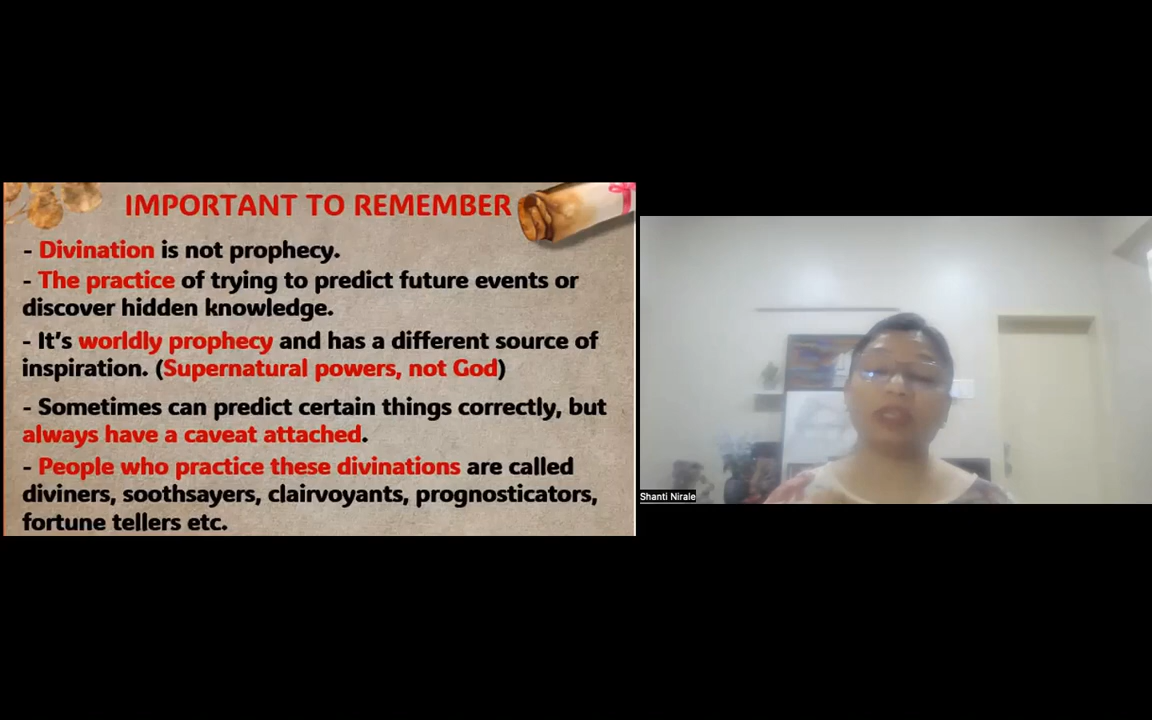 IMPORTANT TO REMEMBER
- Divination is not prophecy.
- The practice of trying to predict future events or
discover hidden knowledge.
- It's worldly prophecy and has a different source of
inspiration. (Supernatural powers, not God)
- Sometimes can predict certain things correctly, but
always have a caveat attached.
- People who practice these divinations are called
diviners, soothsayers, clairvoyants, prognosticators,
fortune tellers etc.
Shanti Nirale